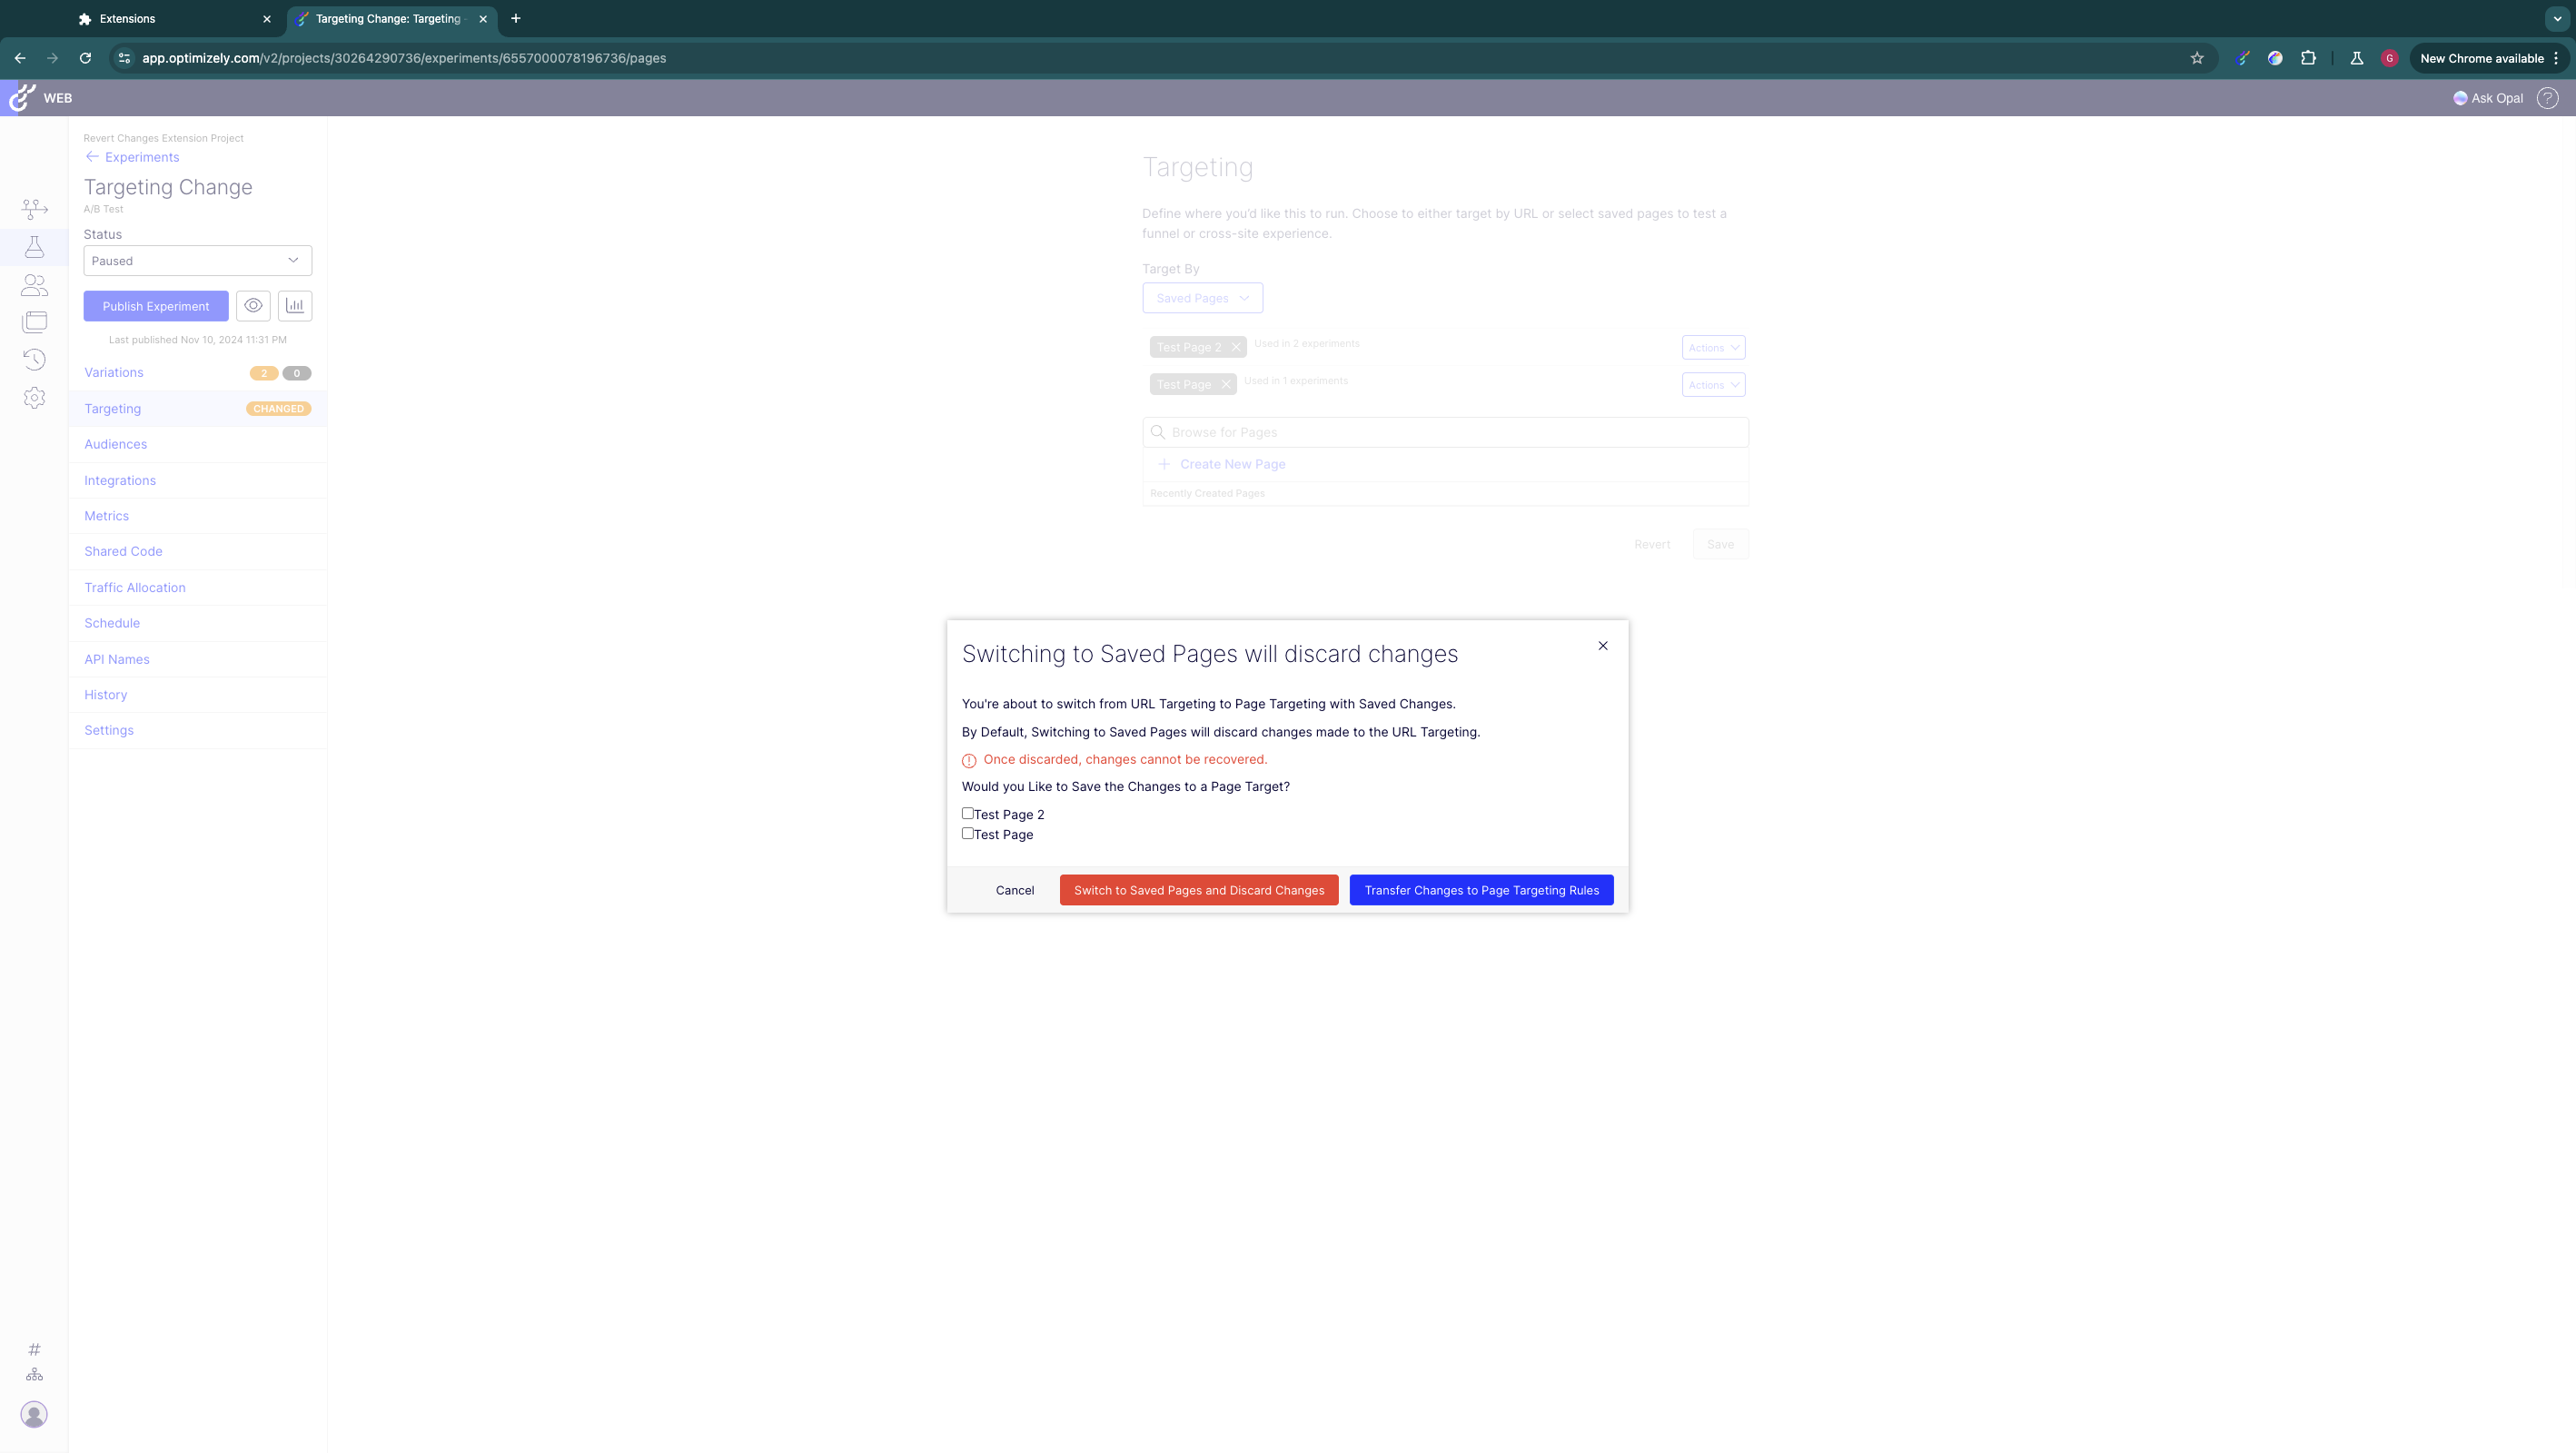 Extensions
Targeting Change: Targeting -
app.optimizely.com/v2/projects/30264290736/experiments/6557000078196736/pages
G
New Chrome available
WEB
Ask Opal
?
Revert Changes Extension Project
Experiments
Targeting Change
A/B Test
Status
Paused
Publish Experiment
Last published Nov 10, 2024 11:31 PM
Variations 2 0
Targeting CHANGED
Audiences
Integrations
Metrics
Shared Code
Traffic Allocation
Schedule
API Names
History
Settings
#
Targeting
Define where you'd like this to run. Choose to either target by URL or select saved pages to test a
funnel or cross-site experience.
Target By
Saved Pages
Test Page 2 Used in 2 experiments Actions
Test Page Used in 1 experiments Actions
Browse for Pages
Create New Page
Recently Created Pages
Revert Save
Switching to Saved Pages will discard changes
You're about to switch from URL Targeting to Page Targeting with Saved Changes.
By Default, Switching to Saved Pages will discard changes made to the URL Targeting.
Once discarded, changes cannot be recovered.
Would you Like to Save the Changes to a Page Target?
Test Page 2
Test Page
Cancel Switch to Saved Pages and Discard Changes Transfer Changes to Page Targeting Rules